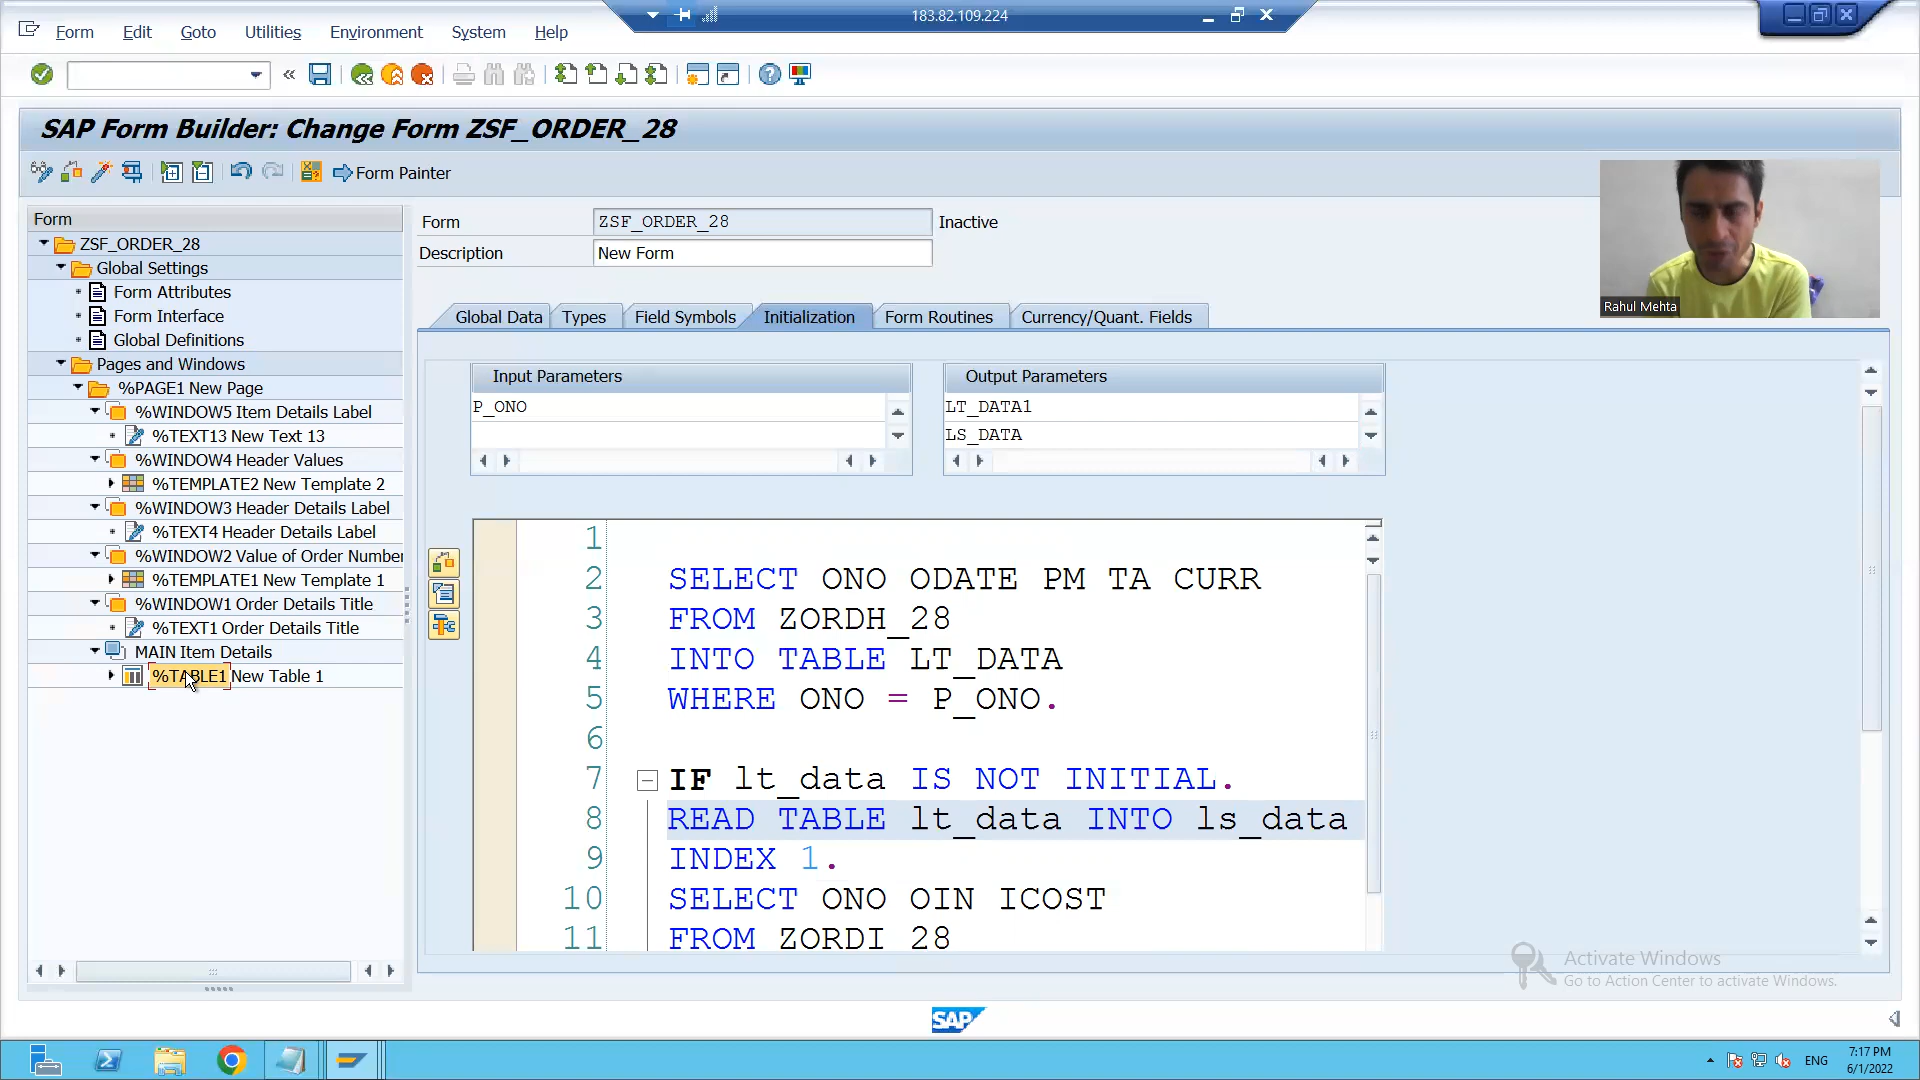 183.82.109.224
Form Edit Goto Utilities Environment System Help
SAP Form Builder: Change Form ZSF_ORDER_28
Form Painter
Form
ZSF_ORDER_28
Global Settings
Form Attributes
Form Interface
Global Definitions
Pages and Windows
%PAGE1 New Page
%WINDOW5 Item Details Label
%TEXT13 New Text 13
%WINDOW4 Header Values
%TEMPLATE2 New Template 2
%WINDOW3 Header Details Label
%TEXT4 Header Details Label
%WINDOW2 Value of Order Number
%TEMPLATE1 New Template 1
%WINDOW1 Order Details Title
%TEXT1 Order Details Title
MAIN Item Details
%TABLE1 New Table 1
Form ZSF_ORDER_28 Inactive
Description New Form
Rahul Mehta
Global Data Types Field Symbols Initialization Form Routines Currency/Quant. Fields
Input Parameters
P_ONO
Output Parameters
LT_DATA1
LS_DATA
1
2 SELECT ONO ODATE PM TA CURR
3 FROM ZORDH_28
4 INTO TABLE LT_DATA
5 WHERE ONO = P_ONO.
6
7 IF lt_data IS NOT INITIAL.
8 READ TABLE lt_data INTO ls_data
9 INDEX 1.
10 SELECT ONO OIN ICOST
11 FROM ZORDI_28
Activate Windows
Go to Action Center to activate Windows.
SAP
ENG
7:17 PM
6/1/2022